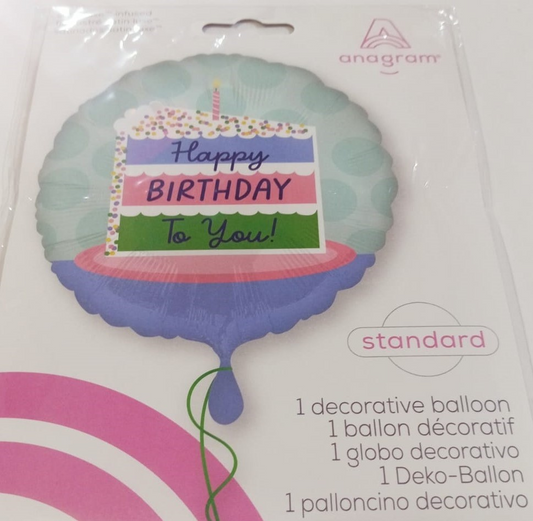 anagram
Happy
BIRTHDAY
To You!
standard
1 decorative balloon
1 ballon décoratif
1 globo decorativo
1 Deko-Ballon
1 palloncino decorativo